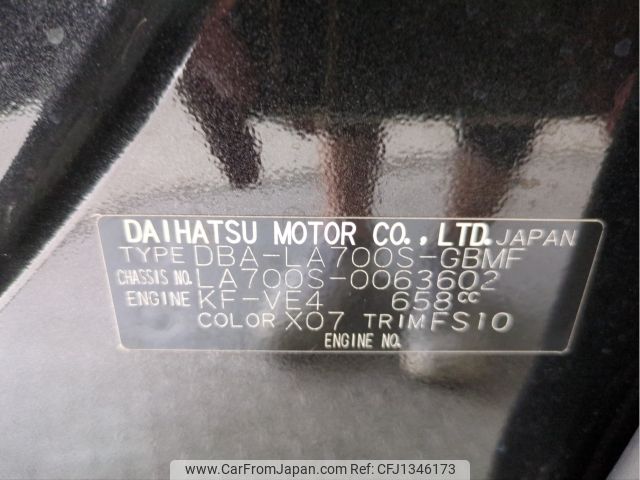 DAIHATSU MOTOR CO., LTD. JAPAN
TYPE DBA-LA700S-GBMF
CHASSIS NO. LA700S-0063602
ENGINE KF-VE4 658cc
COLOR X07 TRIM FS10
ENGINE NO.
www.CarFromJapan.com | CFJ1346173